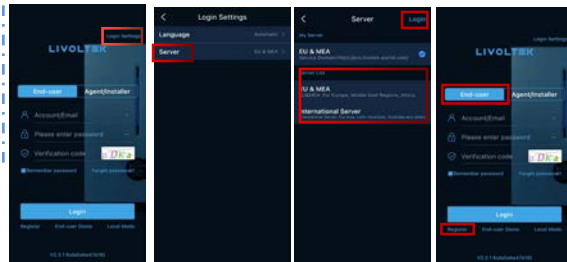 Login Settings
LIVOLTEK
End-user Agent/Installer
Account/Email
Please enter password
Verification code
Remember password Forgot password?
Login
Register End-user Demo Local Mode
Login Settings
Language Automatic
Server EU & MEA
Server Login
My Server
EU & MEA
Server List
EU & MEA
International Server
Login Settings
LIVOLTEK
End-user Agent/Installer
Account/Email
Please enter password
Verification code
Remember password Forgot password?
Login
Register End-user Demo Local Mode